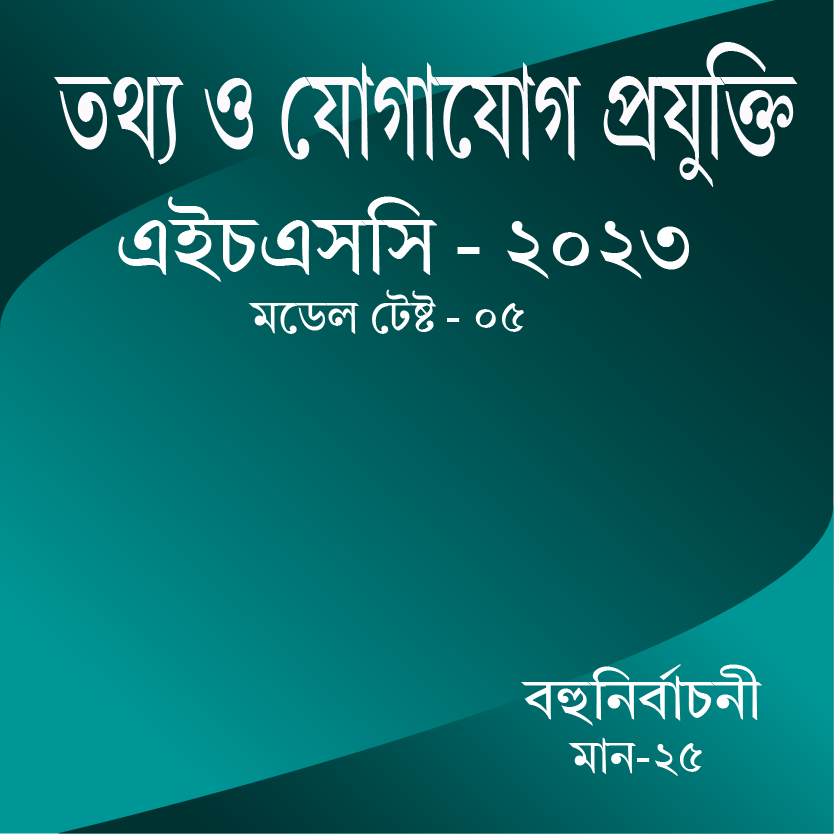 তথ্য ও যোগাযোগ প্রযুক্তি
এইচএসসি - ২০২৩
মডেল টেষ্ট - ০৫
বহুনির্বাচনী
মান-২৫